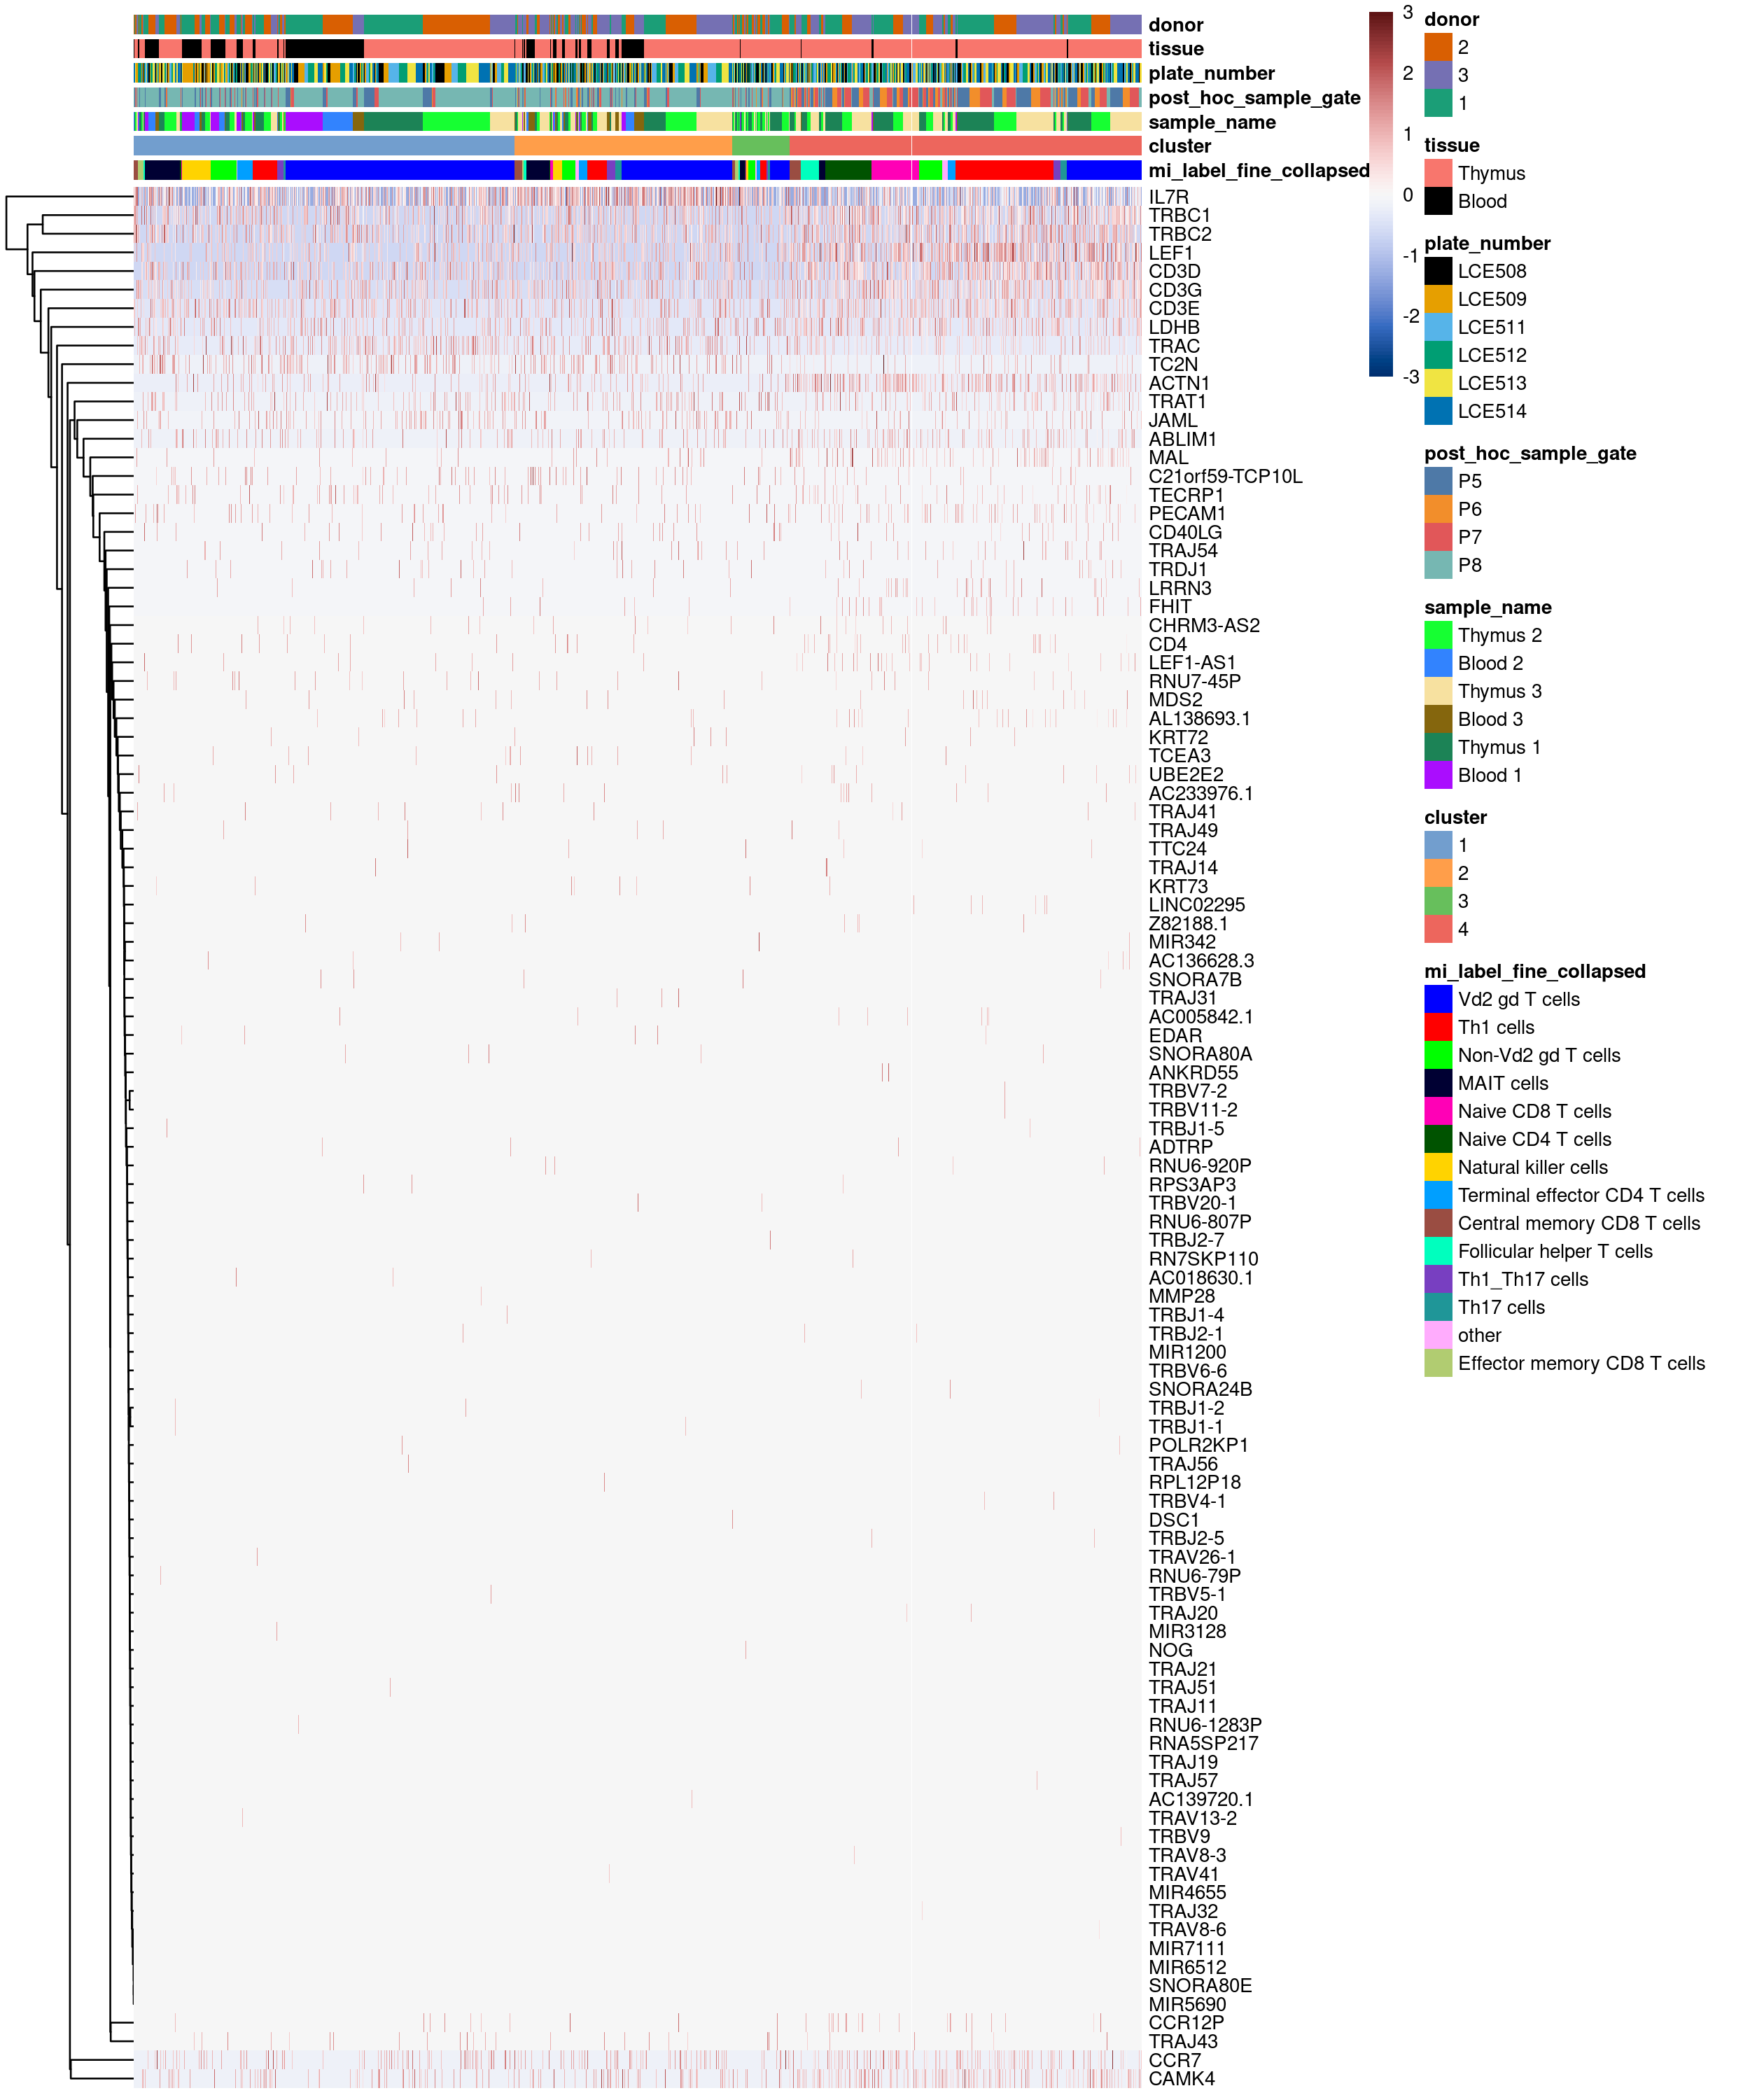 donor
tissue
plate_number
post_hoc_sample_gate
sample_name
cluster
mi_label_fine_collapsed
IL7R
TRBC1
TRBC2
LEF1
CD3D
CD3G
CD3E
LDHB
TRAC
TC2N
ACTN1
TRAT1
JAML
ABLIM1
MAL
C21orf59-TCP10L
TECRP1
PECAM1
CD40LG
TRAJ54
TRDJ1
LRRN3
FHIT
CHRM3-AS2
CD4
LEF1-AS1
RNU7-45P
MDS2
AL138693.1
KRT72
TCEA3
UBE2E2
AC233976.1
TRAJ41
TRAJ49
TTC24
TRAJ14
KRT73
LINC02295
Z82188.1
MIR342
AC136628.3
SNORA7B
TRAJ31
AC005842.1
EDAR
SNORA80A
ANKRD55
TRBV7-2
TRBV11-2
TRBJ1-5
ADTRP
RNU6-920P
RPS3AP3
TRBV20-1
RNU6-807P
TRBJ2-7
RN7SKP110
AC018630.1
MMP28
TRBJ1-4
TRBJ2-1
MIR1200
TRBV6-6
SNORA24B
TRBJ1-2
TRBJ1-1
POLR2KP1
TRAJ56
RPL12P18
TRBV4-1
DSC1
TRBJ2-5
TRAV26-1
RNU6-79P
TRBV5-1
TRAJ20
MIR3128
NOG
TRAJ21
TRAJ51
TRAJ11
RNU6-1283P
RNA5SP217
TRAJ19
TRAJ57
AC139720.1
TRAV13-2
TRBV9
TRAV8-3
TRAV41
MIR4655
TRAJ32
TRAV8-6
MIR7111
MIR6512
SNORA80E
MIR5690
CCR12P
TRAJ43
CCR7
CAMK4
3
2
1
0
-1
-2
-3
donor
2
3
1
tissue
Thymus
Blood
plate_number
LCE508
LCE509
LCE511
LCE512
LCE513
LCE514
post_hoc_sample_gate
P5
P6
P7
P8
sample_name
Thymus 2
Blood 2
Thymus 3
Blood 3
Thymus 1
Blood 1
cluster
1
2
3
4
mi_label_fine_collapsed
Vd2 gd T cells
Th1 cells
Non-Vd2 gd T cells
MAIT cells
Naive CD8 T cells
Naive CD4 T cells
Natural killer cells
Terminal effector CD4 T cells
Central memory CD8 T cells
Follicular helper T cells
Th1_Th17 cells
Th17 cells
other
Effector memory CD8 T cells